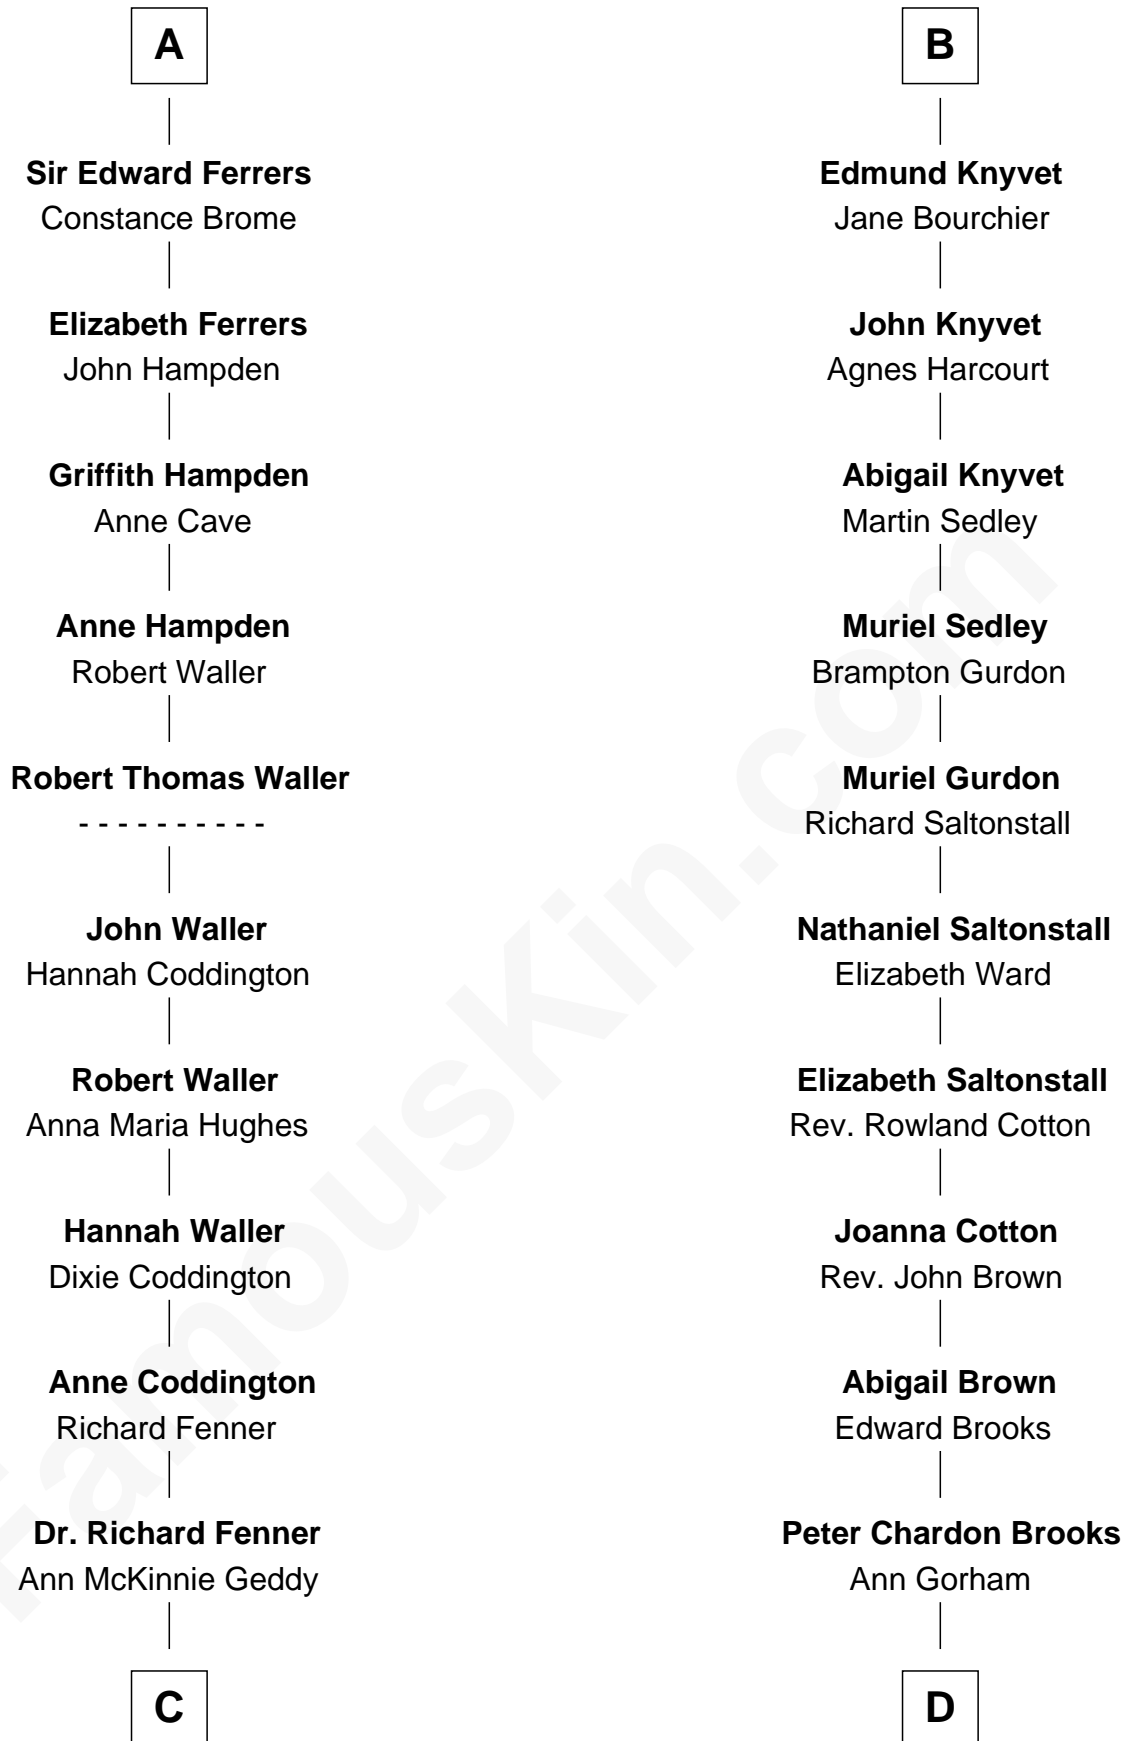 A
Sir Edward Ferrers
Constance Brome
Elizabeth Ferrers
John Hampden
Griffith Hampden
Anne Cave
Anne Hampden
Robert Waller
Robert Thomas Waller
- - - - - - - - - -
John Waller
Hannah Coddington
Robert Waller
Anna Maria Hughes
Hannah Waller
Dixie Coddington
Anne Coddington
Richard Fenner
Dr. Richard Fenner
Ann McKinnie Geddy
C
B
Edmund Knyvet
Jane Bourchier
John Knyvet
Agnes Harcourt
Abigail Knyvet
Martin Sedley
Muriel Sedley
Brampton Gurdon
Muriel Gurdon
Richard Saltonstall
Nathaniel Saltonstall
Elizabeth Ward
Elizabeth Saltonstall
Rev. Rowland Cotton
Joanna Cotton
Rev. John Brown
Abigail Brown
Edward Brooks
Peter Chardon Brooks
Ann Gorham
D
FamousKin.com